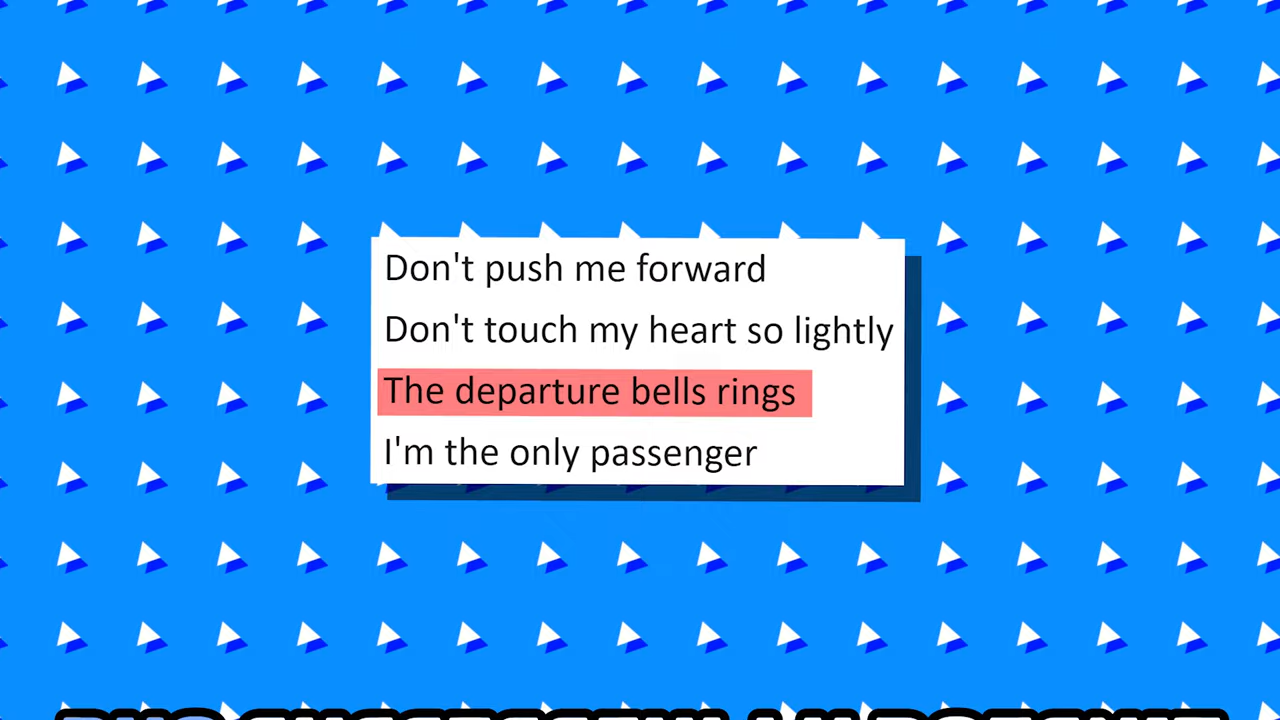 Don't push me forward
Don't touch my heart so lightly
The departure bells rings
I'm the only passenger